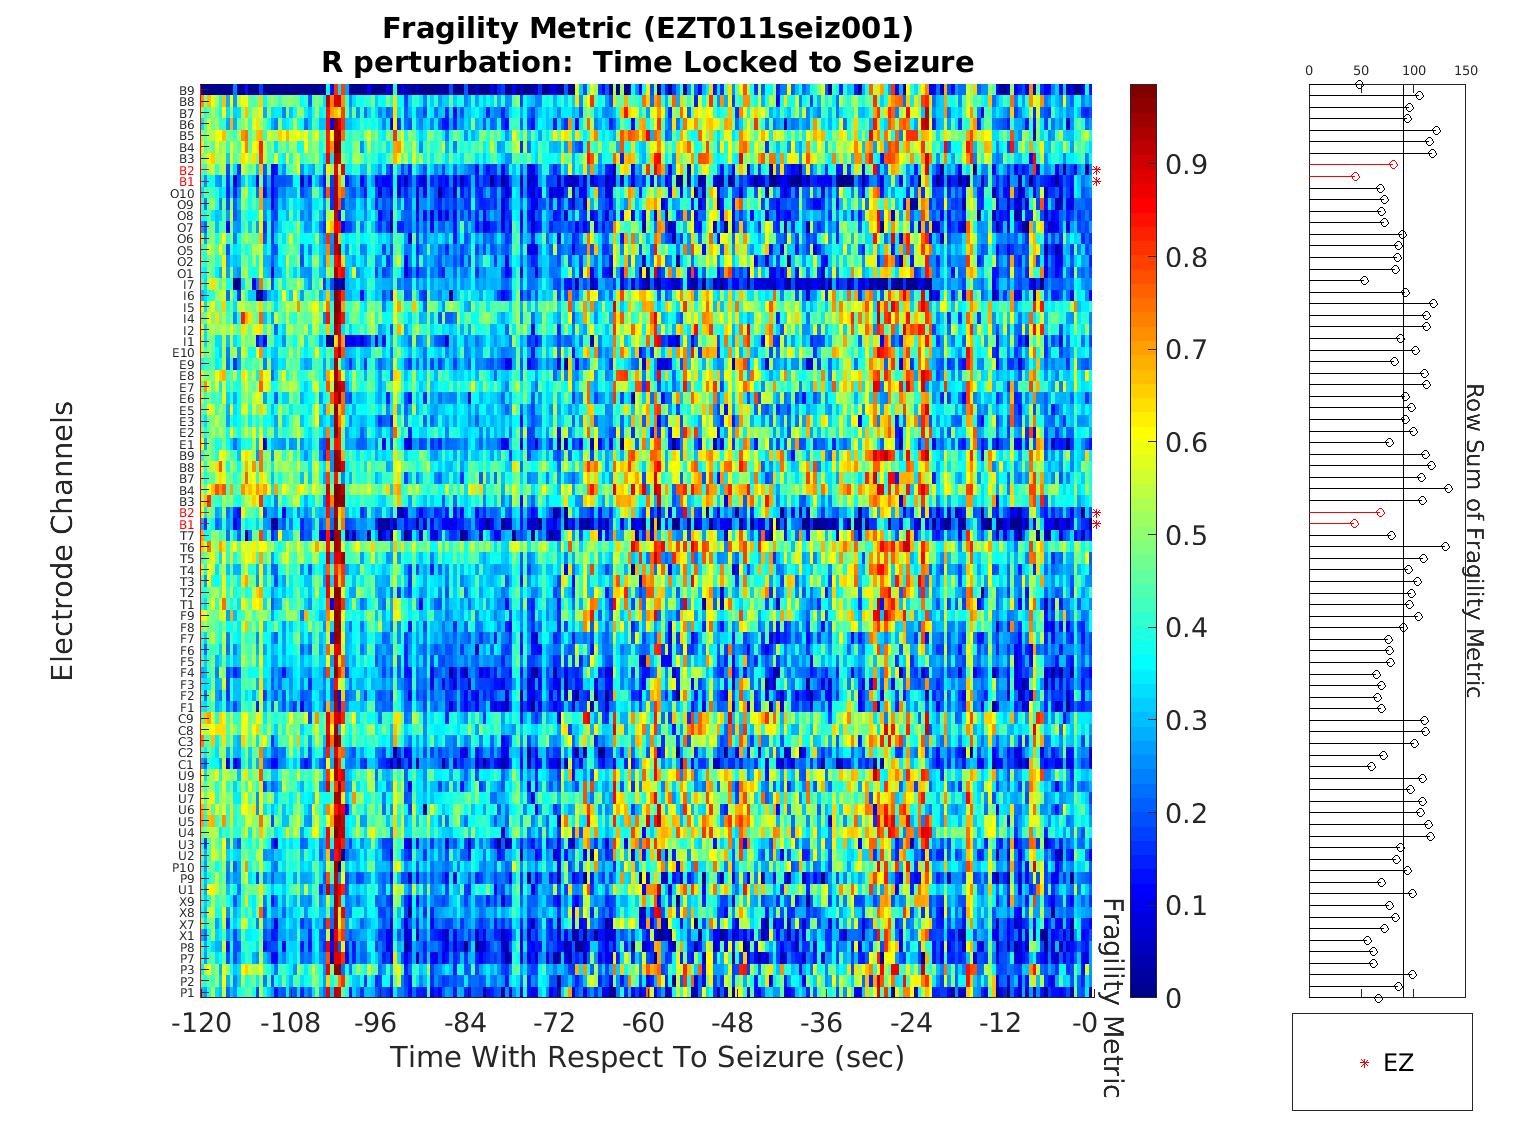 Fragility Metric (EZT011seiz001)
R perturbation:  Time Locked to Seizure
0 50 100 150
B9
B8
B7
B6
B5
B4
B3
B2
B1
O10
O9
O8
O7
O6
O5
O2
O1
I7
I6
I5
I4
I2
I1
E10
E9
E8
E7
E6
E5
E3
E2
E1
B9
B8
B7
B4
B3
B2
B1
T7
T6
T5
T4
T3
T2
T1
F9
F8
F7
F6
F5
F4
F3
F2
F1
C9
C8
C3
C2
C1
U9
U8
U7
U6
U5
U4
U3
U2
P10
P9
U1
X9
X8
X7
X1
P8
P7
P3
P2
P1
Electrode Channels
-120 -108 -96 -84 -72 -60 -48 -36 -24 -12 -0
Time With Respect To Seizure (sec)
0.9
0.8
0.7
0.6
0.5
0.4
0.3
0.2
0.1
0
Fragility Metric
Row Sum of Fragility Metric
EZ